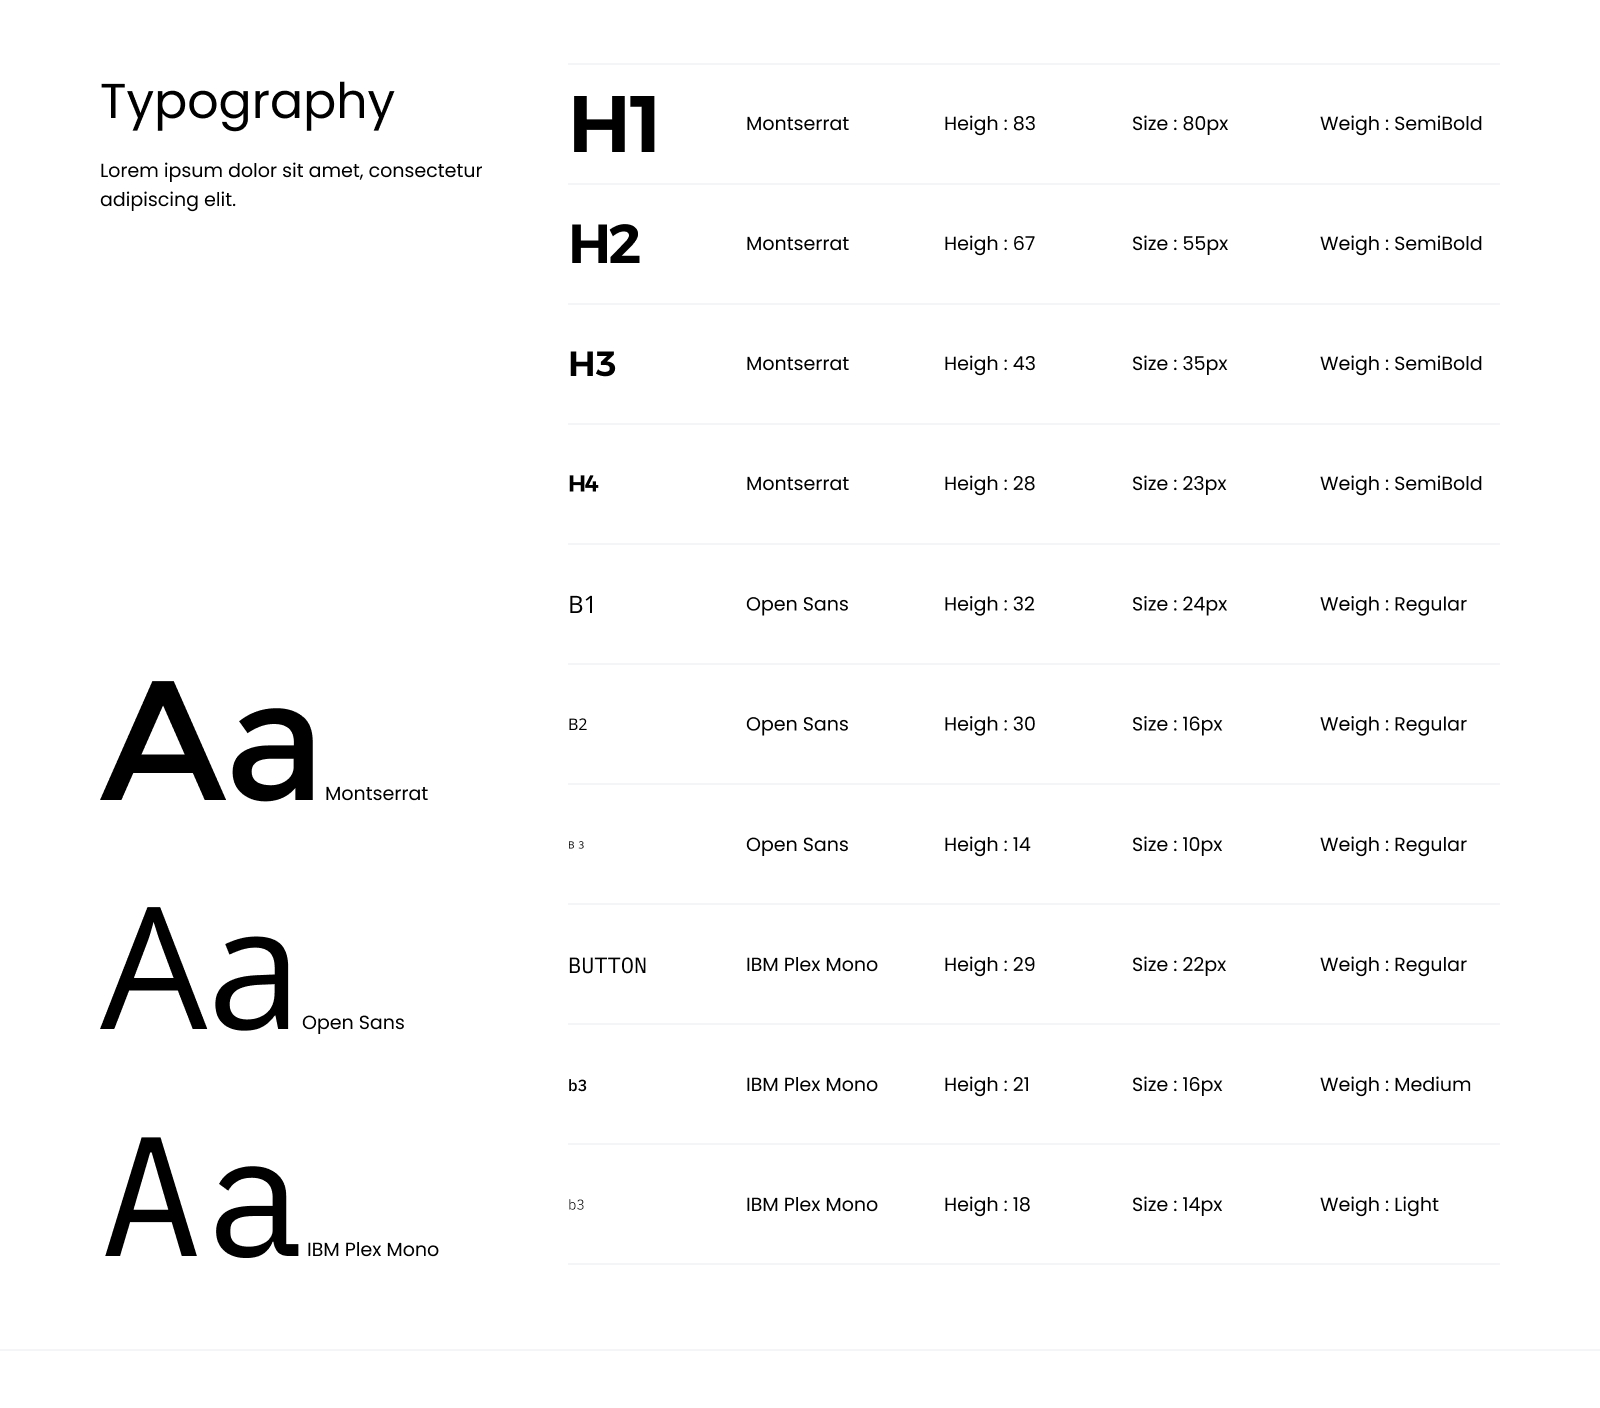 Typography
Lorem ipsum dolor sit amet, consectetur
adipiscing elit.
H1 Montserrat Heigh : 83 Size : 80px Weigh : SemiBold
H2 Montserrat Heigh : 67 Size : 55px Weigh : SemiBold
H3 Montserrat Heigh : 43 Size : 35px Weigh : SemiBold
H4 Montserrat Heigh : 28 Size : 23px Weigh : SemiBold
B1 Open Sans Heigh : 32 Size : 24px Weigh : Regular
B2 Open Sans Heigh : 30 Size : 16px Weigh : Regular
B 3 Open Sans Heigh : 14 Size : 10px Weigh : Regular
BUTTON IBM Plex Mono Heigh : 29 Size : 22px Weigh : Regular
b3 IBM Plex Mono Heigh : 21 Size : 16px Weigh : Medium
b3 IBM Plex Mono Heigh : 18 Size : 14px Weigh : Light
Aa Montserrat
Aa Open Sans
Aa IBM Plex Mono